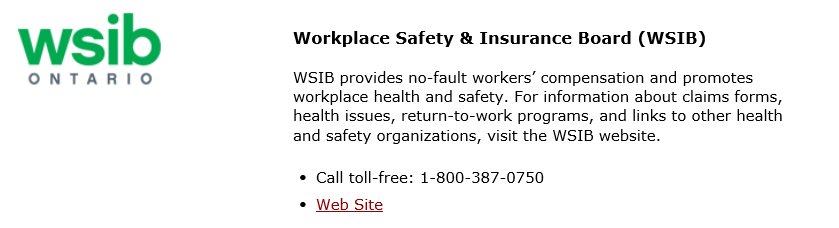 wsib
ONTARIO
Workplace Safety & Insurance Board (WSIB)
WSIB provides no-fault workers’ compensation and promotes
workplace health and safety. For information about claims forms,
health issues, return-to-work programs, and links to other health
and safety organizations, visit the WSIB website.
• Call toll-free: 1-800-387-0750
• Web Site